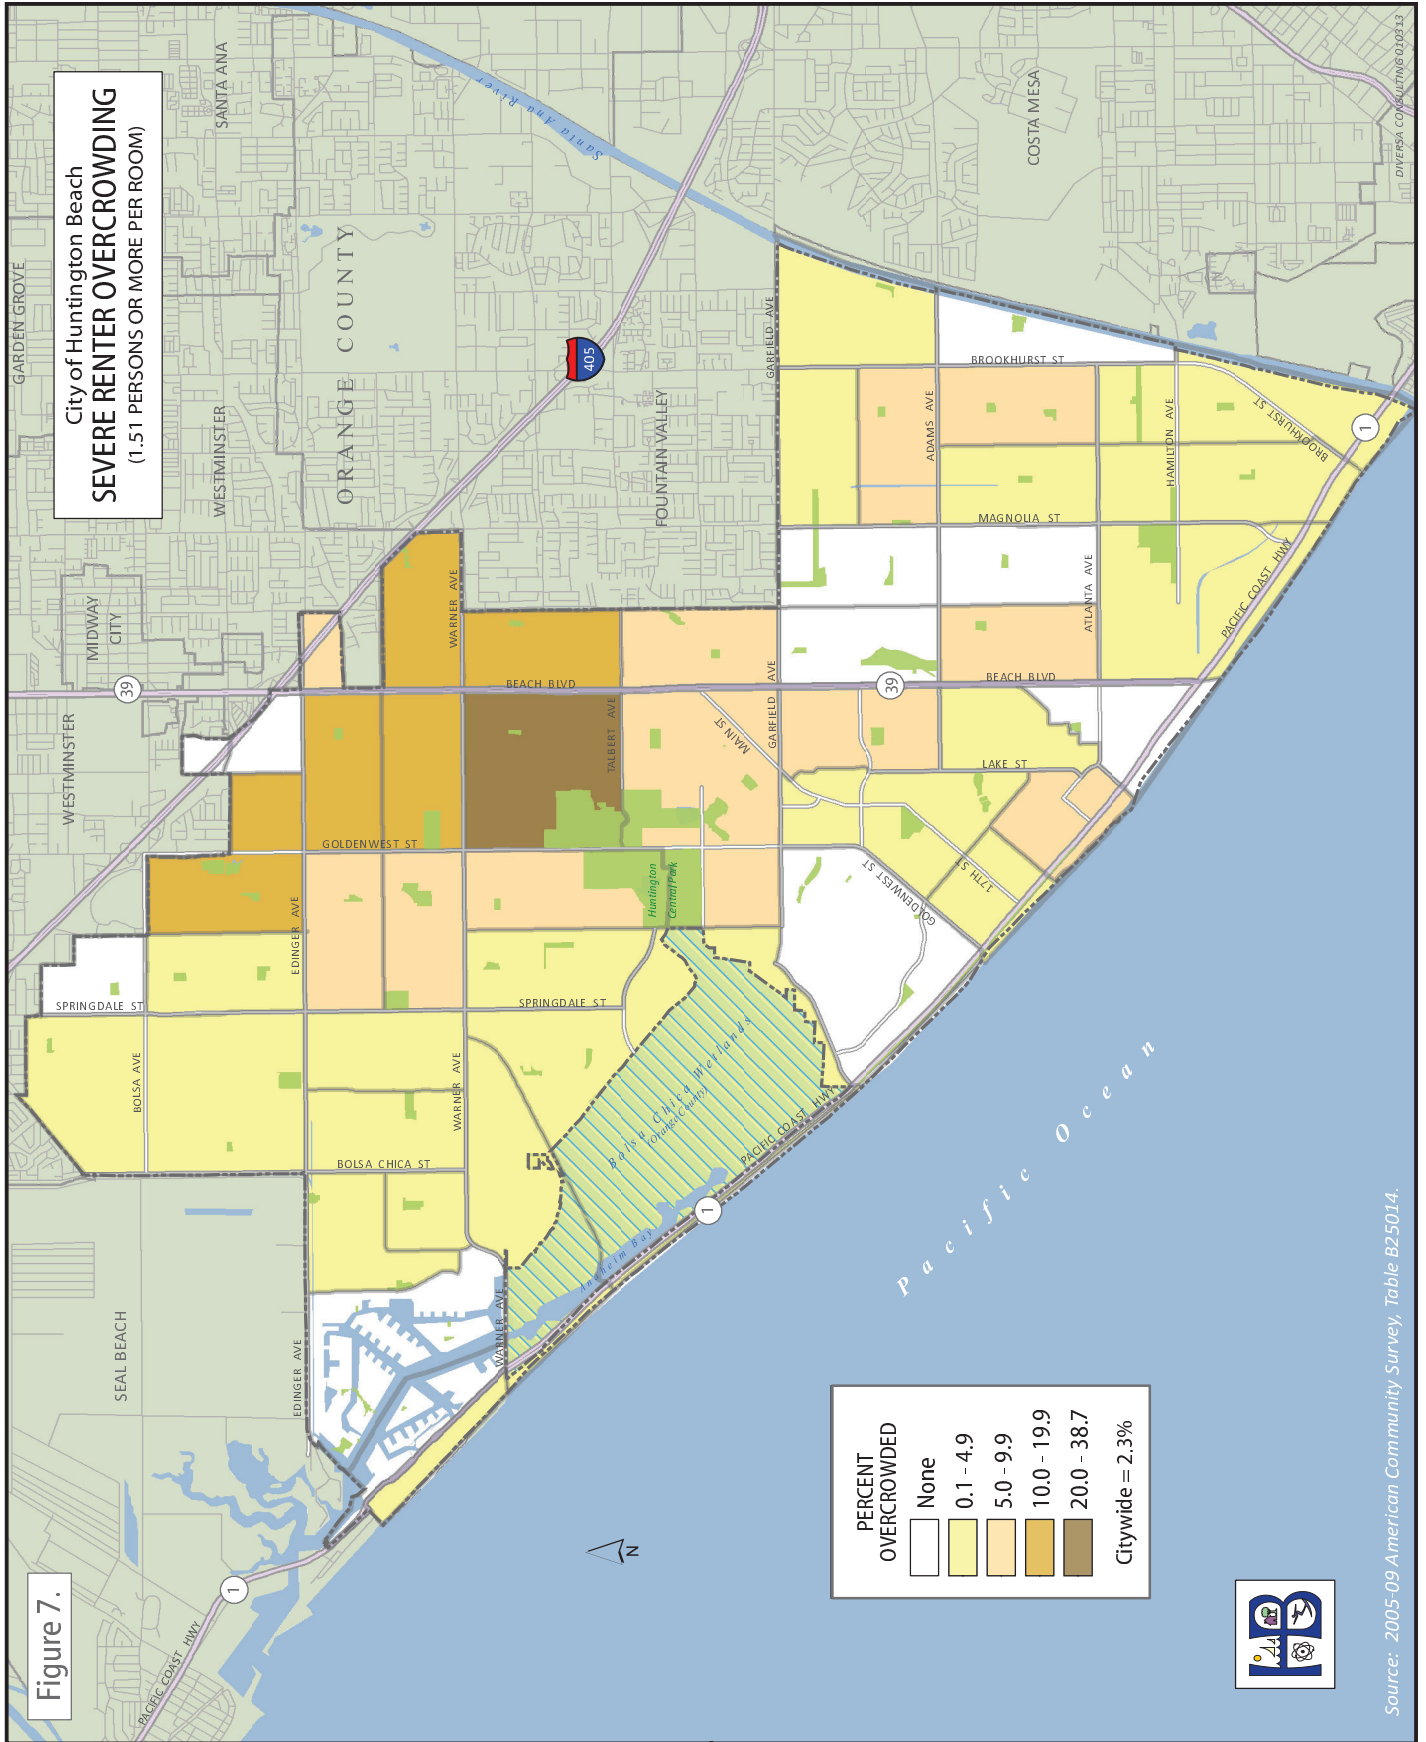 Figure 7.
City of Huntington Beach
SEVERE RENTER OVERCROWDING
(1.51 PERSONS OR MORE PER ROOM)
GARDEN GROVE
SANTA ANA
WESTMINSTER
ORANGE COUNTY
MIDWAY
CITY
WESTMINSTER
SEAL BEACH
FOUNTAIN VALLEY
COSTA MESA
Santa Ana River
405
39
39
1
1
1
PACIFIC COAST HWY
SPRINGDALE ST
BOLSA AVE
EDINGER AVE
EDINGER AVE
GOLDENWEST ST
BEACH BLVD
WARNER AVE
WARNER AVE
WARNER AVE
BOLSA CHICA ST
SPRINGDALE ST
TALBERT AVE
MAIN ST
GARFIELD AVE
GARFIELD AVE
Huntington
Central Park
Bolsa Chica Wetlands
(Orange County)
Anaheim Bay
PACIFIC COAST HWY
GOLDENWEST ST
17TH ST
LAKE ST
BEACH BLVD
ADAMS AVE
BROOKHURST ST
MAGNOLIA ST
ATLANTA AVE
HAMILTON AVE
BROOKHURST ST
PACIFIC COAST HWY
Pacific Ocean
N
PERCENT
OVERCROWDED
None
0.1 - 4.9
5.0 - 9.9
10.0 - 19.9
20.0 - 38.7
Citywide = 2.3%
HB
Source: 2005-09 American Community Survey, Table B25014.
DIVERSA CONSULTING 010313